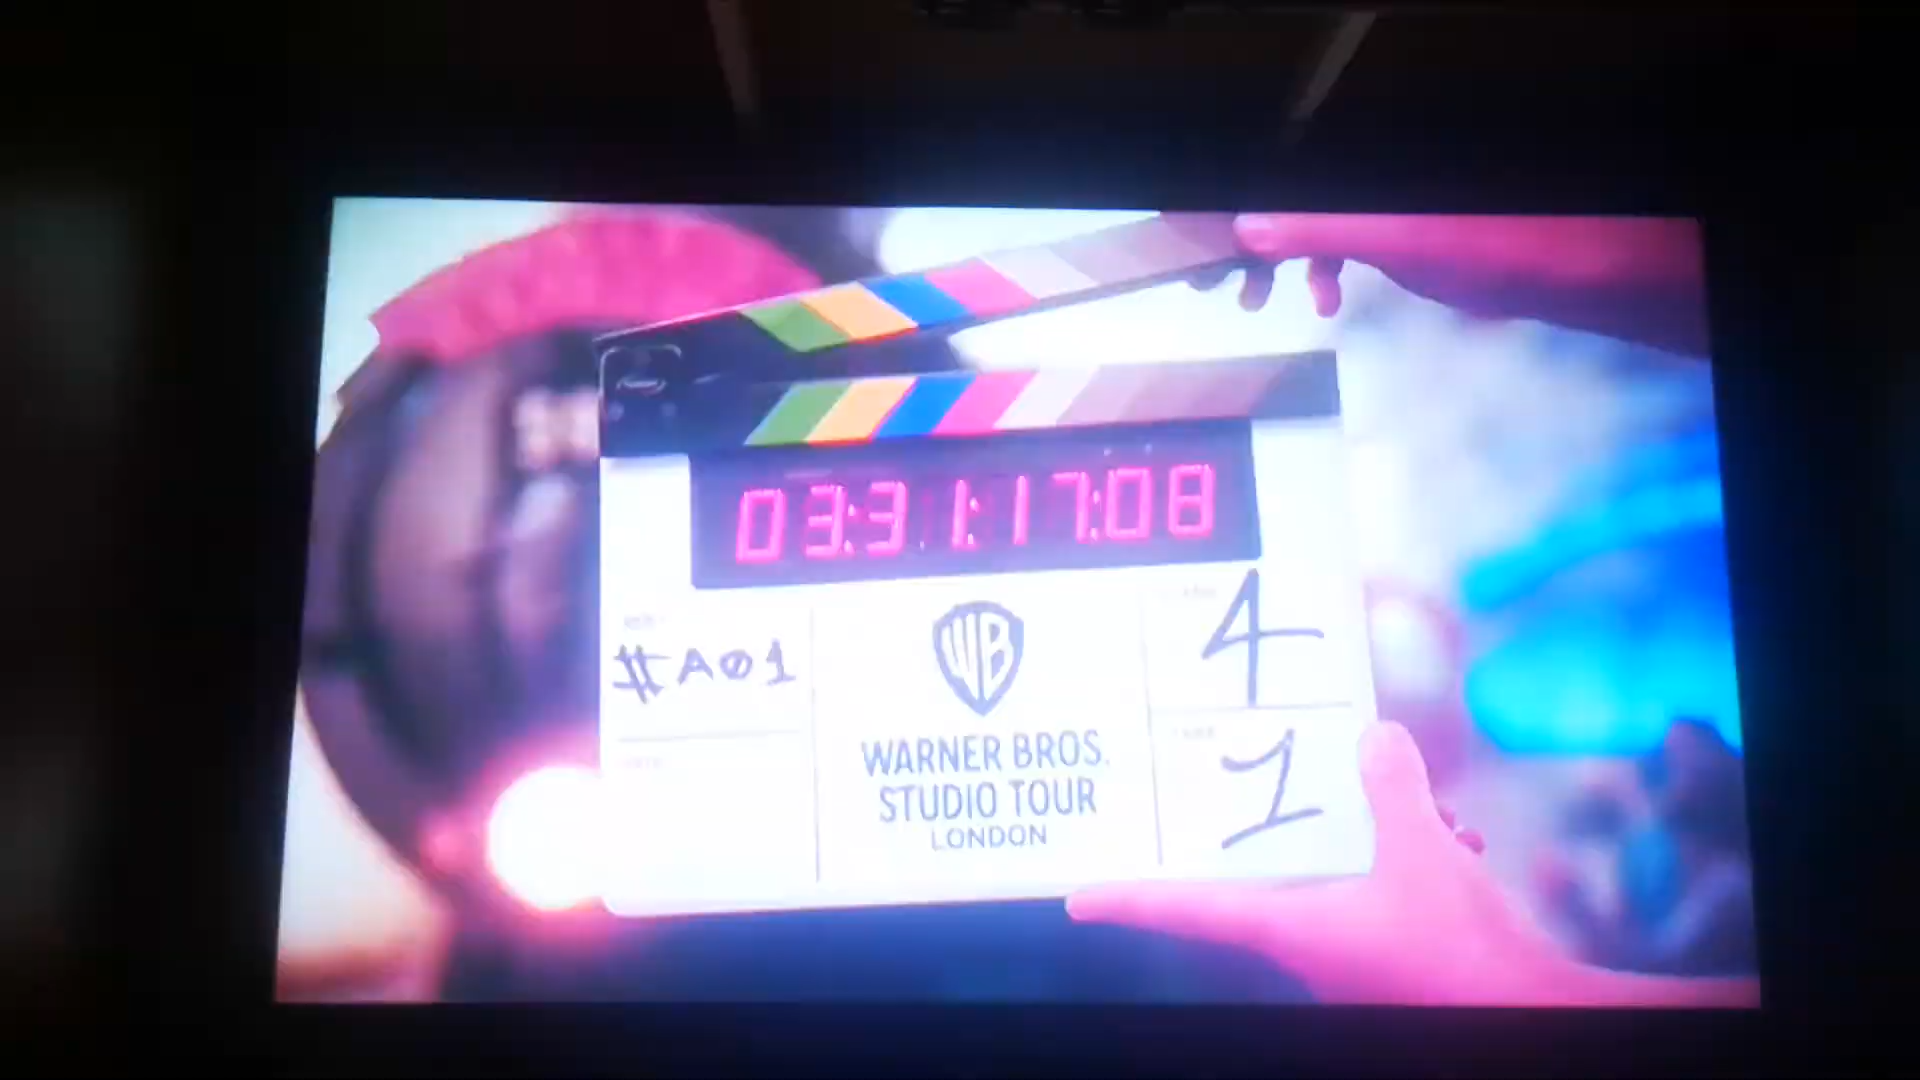 03:31:17:08
#A01
4
WB
WARNER BROS.
STUDIO TOUR
LONDON
1